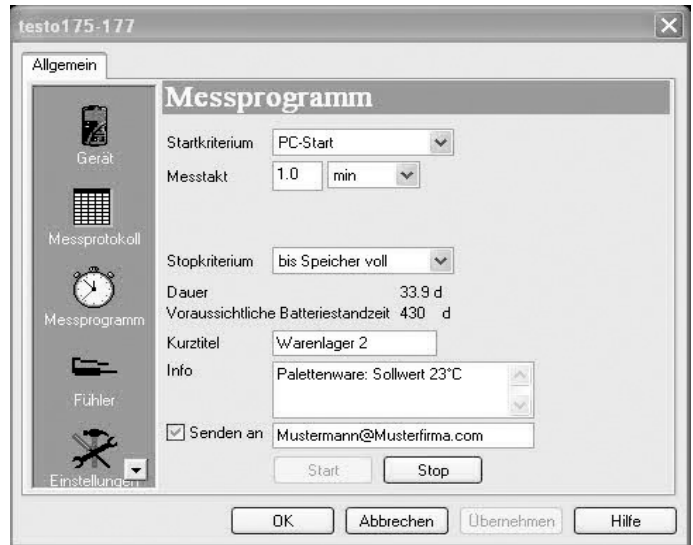 testo175-177
Allgemein
Gerät
Messprotokoll
Messprogramm
Fühler
Einstellungen
Messprogramm
Startkriterium PC-Start
Messtakt 1.0 min
Stopkriterium bis Speicher voll
Dauer 33.9 d
Voraussichtliche Batteriestandzeit 430 d
Kurztitel Warenlager 2
Info Palettenware: Sollwert 23°C
Senden an Mustermann@Musterfirma.com
Start Stop
OK Abbrechen Übernehmen Hilfe